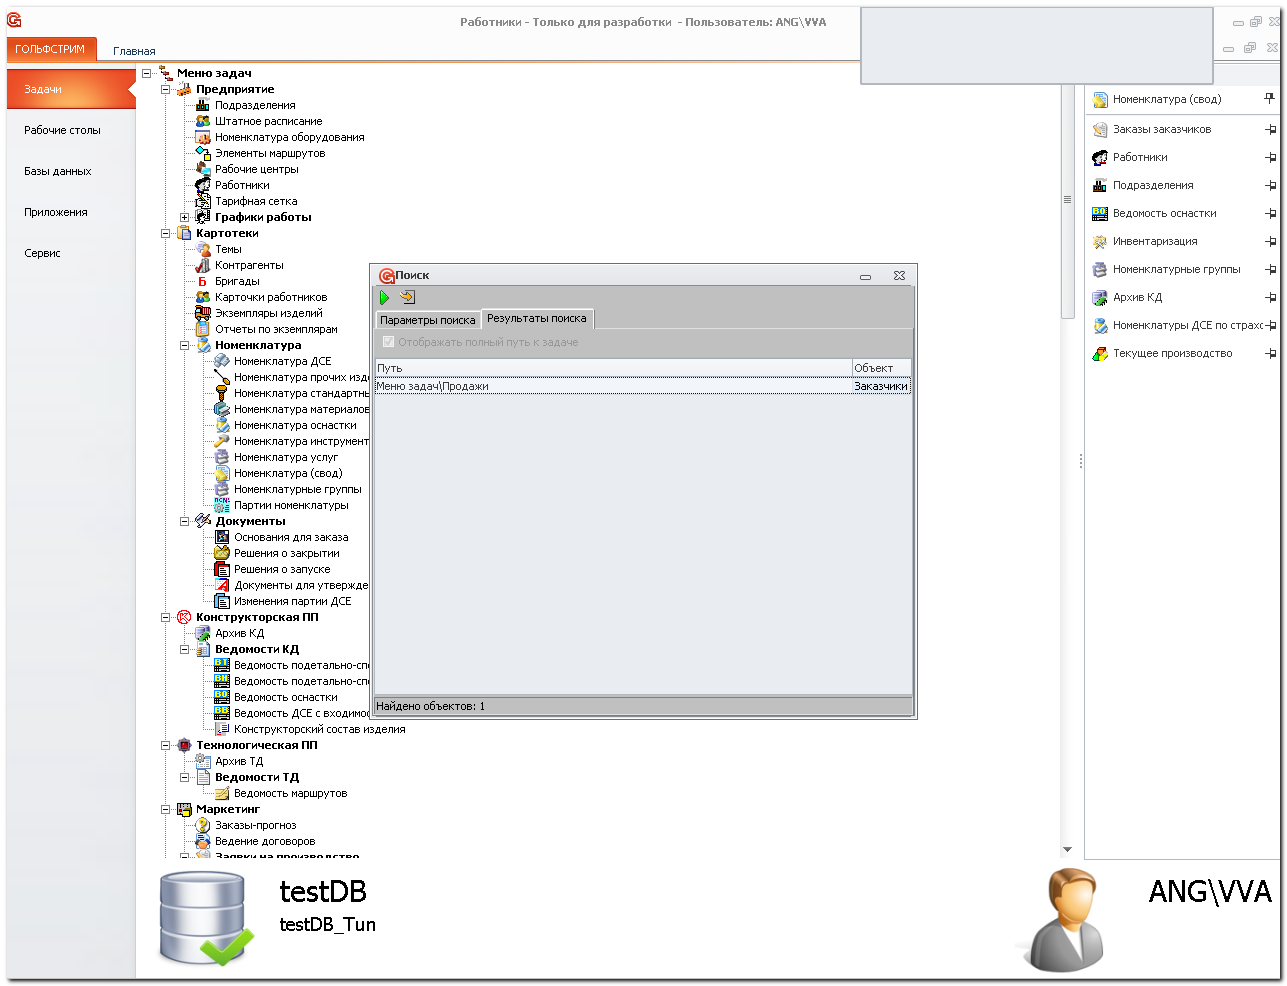 Работники - Только для разработки - Пользователь: ANG\VVA
ГОЛЬФСТРИМ
Главная
Задачи
Рабочие столы
Базы данных
Приложения
Сервис
Меню задач
Предприятие
Подразделения
Штатное расписание
Номенклатура оборудования
Элементы маршрутов
Рабочие центры
Работники
Тарифная сетка
Графики работы
Картотеки
Темы
Контрагенты
Бригады
Карточки работников
Экземпляры изделий
Отчеты по экземплярам
Номенклатура
Номенклатура ДСЕ
Номенклатура прочих изд
Номенклатура стандартны
Номенклатура материалов
Номенклатура оснастки
Номенклатура инструмент
Номенклатура услуг
Номенклатура (свод)
Номенклатурные группы
Партии номенклатуры
Документы
Основания для заказа
Решения о закрытии
Решения о запуске
Документы для утвержде
Изменения партии ДСЕ
Конструкторская ПП
Архив КД
Ведомости КД
Ведомость подетально-спе
Ведомость подетально-спе
Ведомость оснастки
Ведомость ДСЕ с входимос
Конструкторский состав изделия
Технологическая ПП
Архив ТД
Ведомости ТД
Ведомость маршрутов
Маркетинг
Заказы-прогноз
Ведение договоров
Заявки на производство
Поиск
Параметры поиска
Результаты поиска
Отображать полный путь к задаче
Путь
Объект
Меню задач\Продажи
Заказчики
Найдено объектов: 1
Номенклатура (свод)
Заказы заказчиков
Работники
Подразделения
Ведомость оснастки
Инвентаризация
Номенклатурные группы
Архив КД
Номенклатуры ДСЕ по страхо
Текущее производство
testDB
testDB_Tun
ANG\VVA